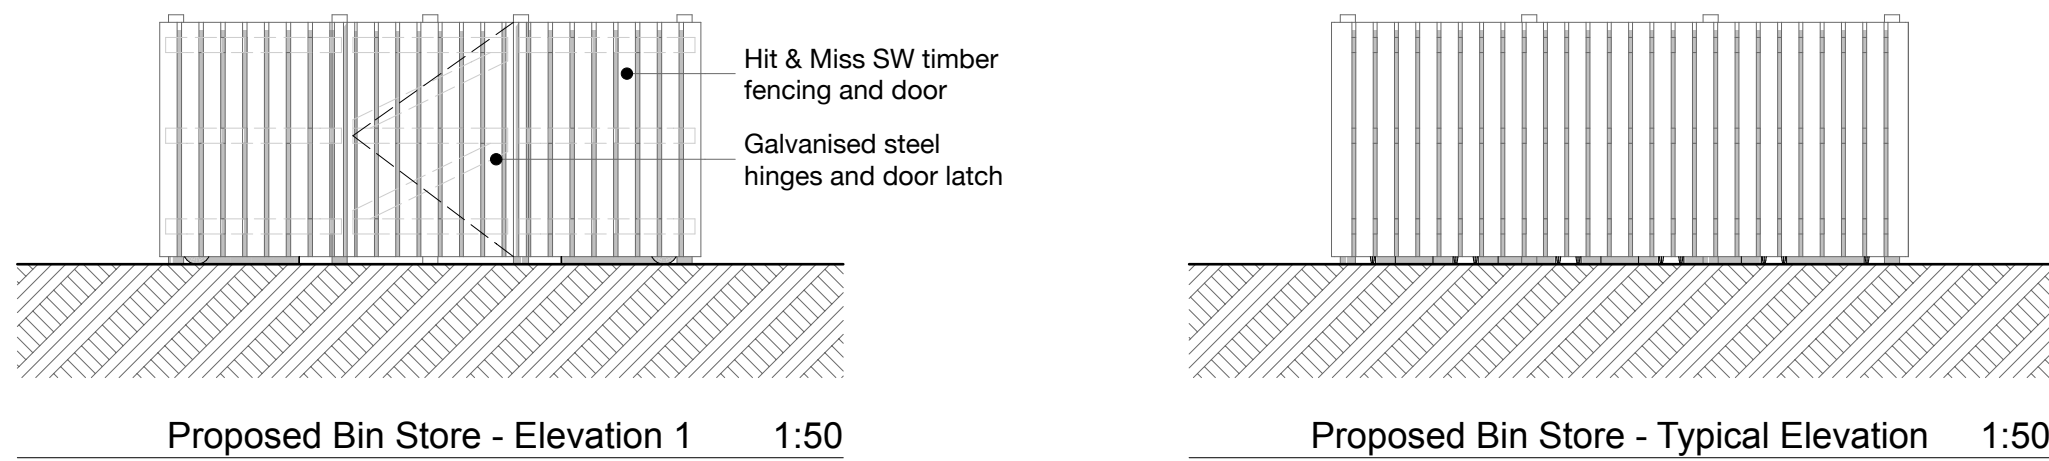 Hit & Miss SW timber
fencing and door
Galvanised steel
hinges and door latch
Proposed Bin Store - Elevation 1 1:50
Proposed Bin Store - Typical Elevation 1:50